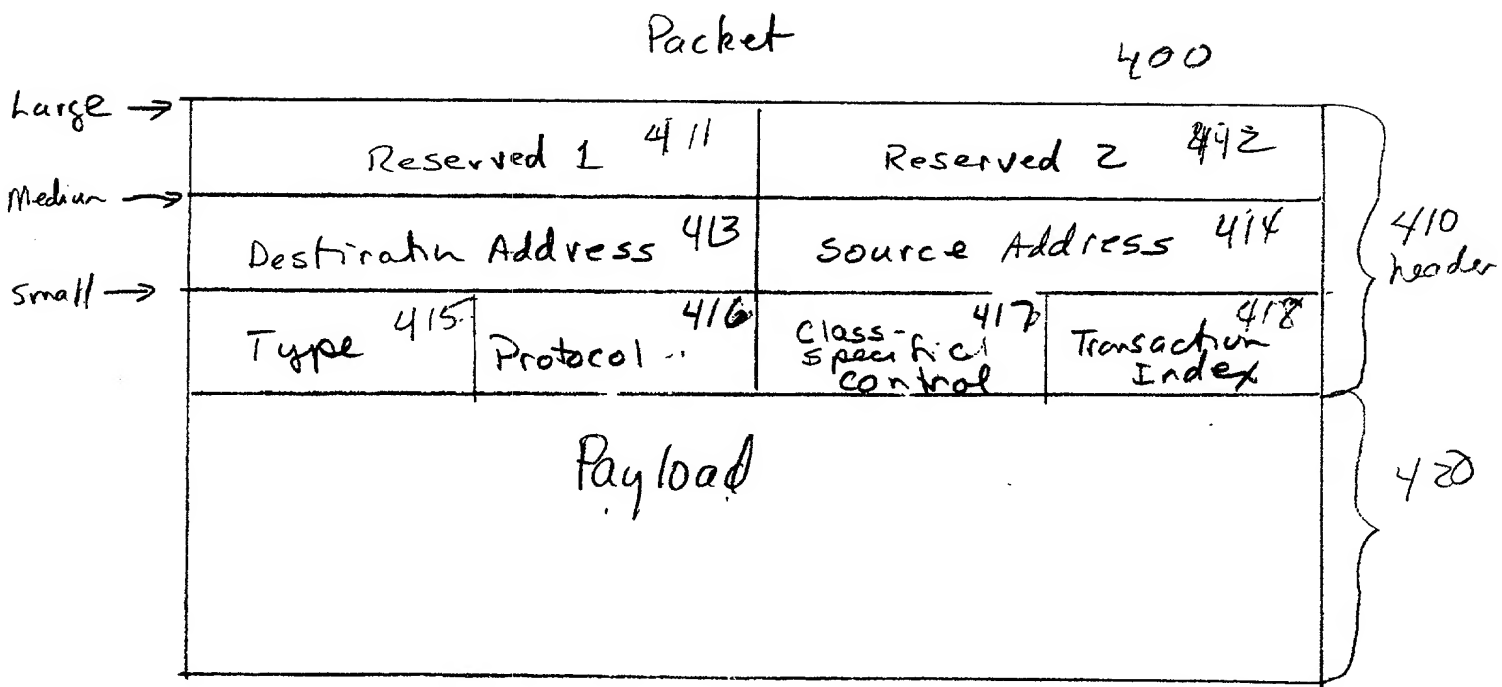 Packet
400
Large →
Reserved 1 411
Reserved 2 412
Medium →
Destination Address 413
Source Address 414
410
header
Small →
Type 415
Protocol 416
Class-
specific
control 417
Transaction
Index 418
Payload
420